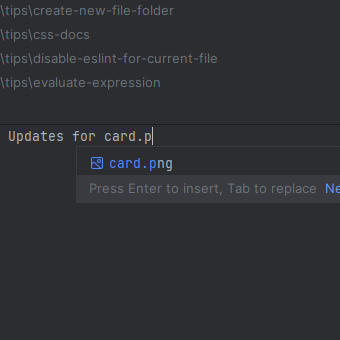 \tips\create-new-file-folder
\tips\css-docs
\tips\disable-eslint-for-current-file
\tips\evaluate-expression
Updates for card.p
card.png
Press Enter to insert, Tab to replace Ne